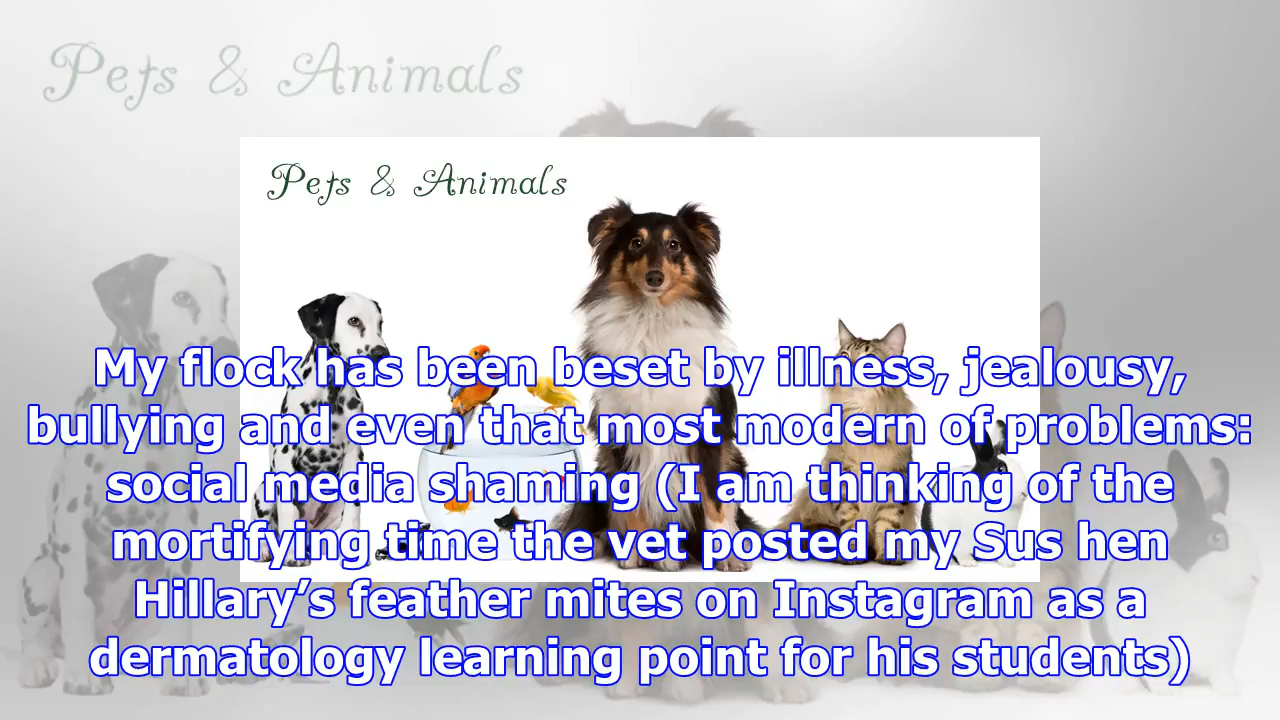 Pets & Animals
Pets & Animals
My flock has been beset by illness, jealousy,
bullying and even that most modern of problems:
social media shaming (I am thinking of the
mortifying time the vet posted my Sus hen
Hillary’s feather mites on Instagram as a
dermatology learning point for his students)